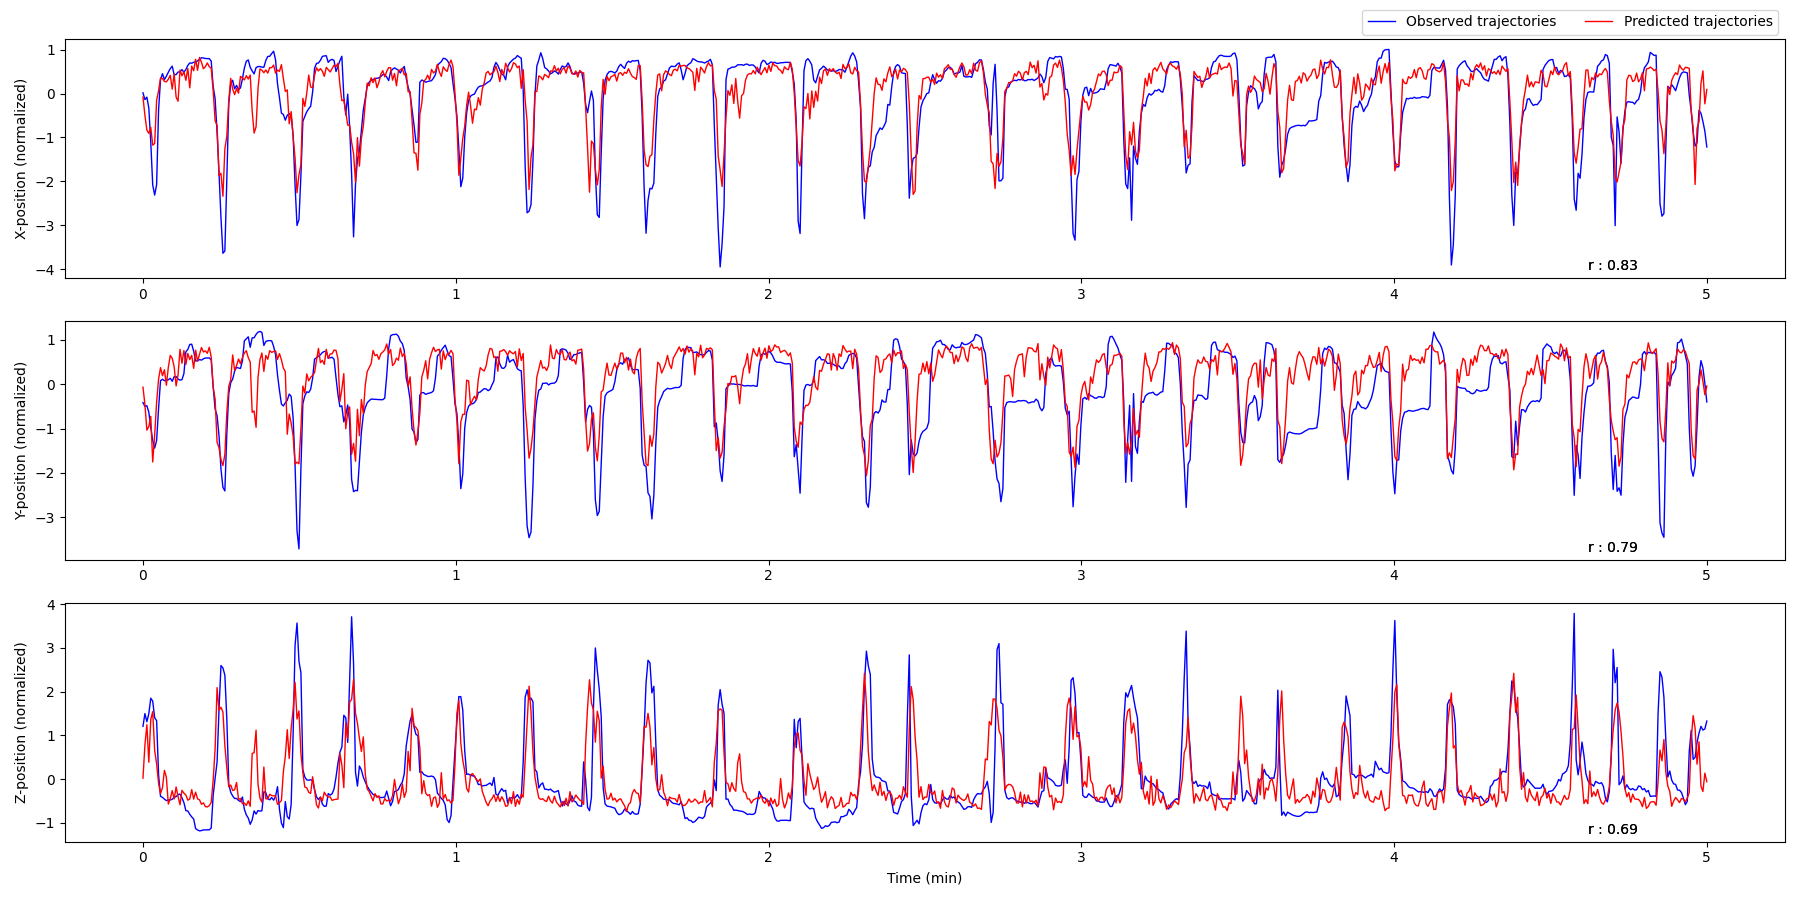 Observed trajectories Predicted trajectories
X-position (normalized)
1
0
−1
−2
−3
−4
r : 0.83
0 1 2 3 4 5
Y-position (normalized)
1
0
−1
−2
−3
r : 0.79
0 1 2 3 4 5
Z-position (normalized)
4
3
2
1
0
−1
r : 0.69
0 1 2 3 4 5
Time (min)